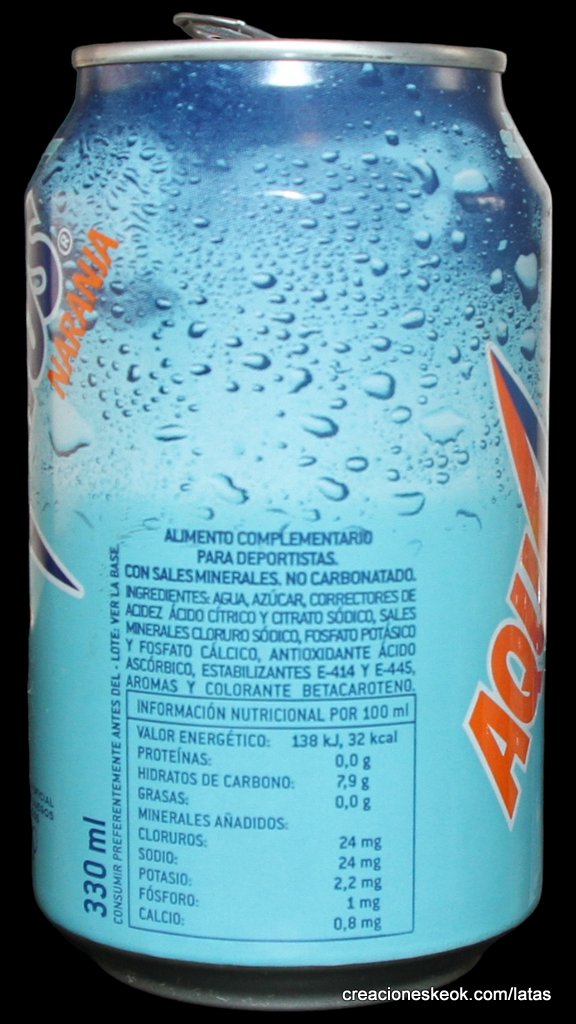 S®
NARANJA
ALIMENTO COMPLEMENTARIO
PARA DEPORTISTAS.
CON SALES MINERALES. NO CARBONATADO.
INGREDIENTES: AGUA, AZÚCAR, CORRECTORES DE
ACIDEZ ÁCIDO CÍTRICO Y CITRATO SÓDICO, SALES
MINERALES CLORURO SÓDICO, FOSFATO POTÁSICO
Y FOSFATO CÁLCICO, ANTIOXIDANTE ÁCIDO
ASCÓRBICO, ESTABILIZANTES E-414 Y E-445,
AROMAS Y COLORANTE BETACAROTENO.
INFORMACIÓN NUTRICIONAL POR 100 ml
VALOR ENERGÉTICO: 138 kJ, 32 kcal
PROTEÍNAS: 0,0 g
HIDRATOS DE CARBONO: 7,9 g
GRASAS: 0,0 g
MINERALES AÑADIDOS:
CLORUROS: 24 mg
SODIO: 24 mg
POTASIO: 2,2 mg
FÓSFORO: 1 mg
CALCIO: 0,8 mg
330 ml
CONSUMIR PREFERENTEMENTE ANTES DEL - LOTE: VER LA BASE.
AQU
creacioneskeok.com/latas